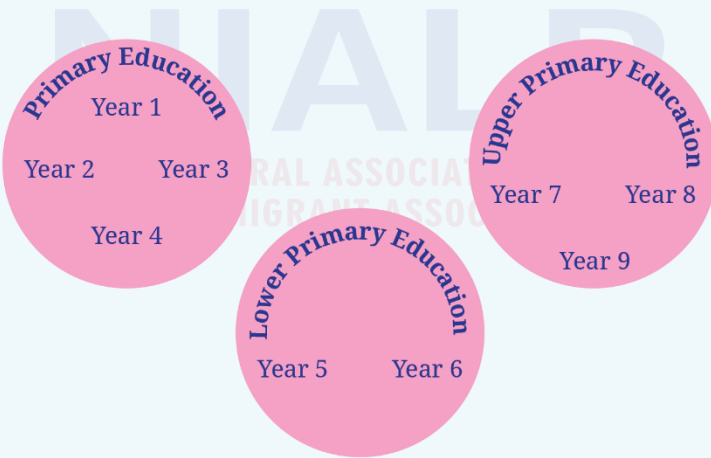 Primary Education
Year 1
Year 2 Year 3
Year 4
Lower Primary Education
Year 5 Year 6
Upper Primary Education
Year 7 Year 8
Year 9